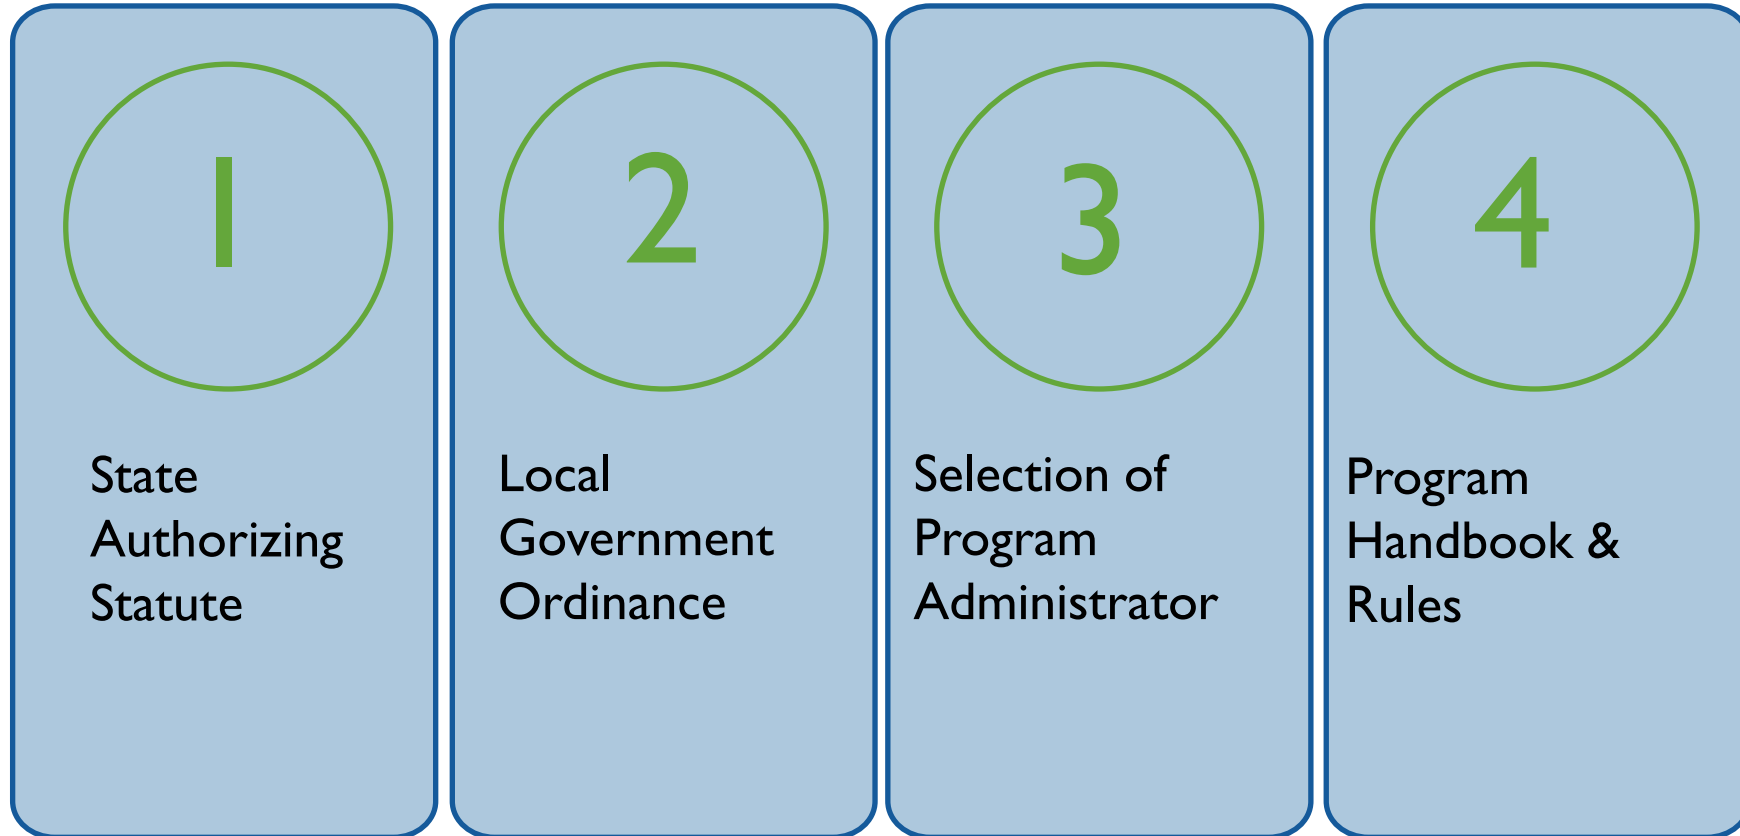 1
State
Authorizing
Statute
2
Local
Government
Ordinance
3
Selection of
Program
Administrator
4
Program
Handbook &
Rules